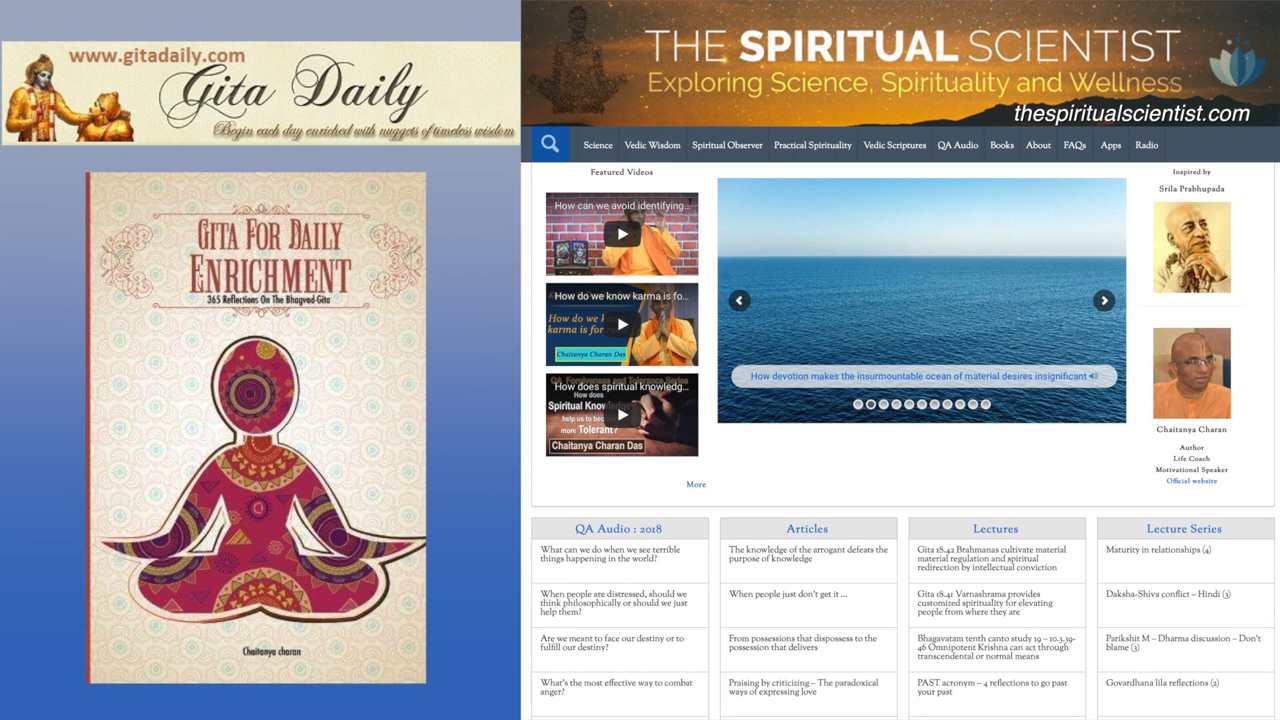 www.gitadaily.com
Gita Daily
Begin each day enriched with nuggets of timeless wisdom
GITA FOR DAILY
ENRICHMENT
365 Reflections On The Bhagvad-Gita
Chaitanya charan
THE SPIRITUAL SCIENTIST
Exploring Science, Spirituality and Wellness
thespiritualscientist.com
Science Vedic Wisdom Spiritual Observer Practical Spirituality Vedic Scriptures QA Audio Books About FAQs Apps Radio
Featured Videos
How can we avoid identifying...
How do we know karma is fo...
How do we k
karma is for re
Chaitanya Charan Das
QA Forgiveness and Tolerance Series
How does spiritual knowledg...
How does
Spiritual Know
help us to be
more Tolerant?
Chaitanya Charan Das
More
How devotion makes the insurmountable ocean of material desires insignificant
Inspired by
Srila Prabhupada
Chaitanya Charan
Author
Life Coach
Motivational Speaker
Official website
QA Audio : 2018
What can we do when we see terrible
things happening in the world?
When people are distressed, should we
think philosophically or should we just
help them?
Are we meant to face our destiny or to
fulfill our destiny?
What's the most effective way to combat
anger?
Articles
The knowledge of the arrogant defeats the
purpose of knowledge
When people just don't get it ...
From possessions that dispossess to the
possession that delivers
Praising by criticizing – The paradoxical
ways of expressing love
Lectures
Gita 18.42 Brahmanas cultivate material
material regulation and spiritual
redirection by intellectual conviction
Gita 18.41 Varnashrama provides
customized spirituality for elevating
people from where they are
Bhagavatam tenth canto study 19 – 10.3.39-
46 Omnipotent Krishna can act through
transcendental or normal means
PAST acronym – 4 reflections to go past
your past
Lecture Series
Maturity in relationships (4)
Daksha-Shiva conflict – Hindi (3)
Parikshit M – Dharma discussion – Don't
blame (3)
Govardhana lila reflections (2)